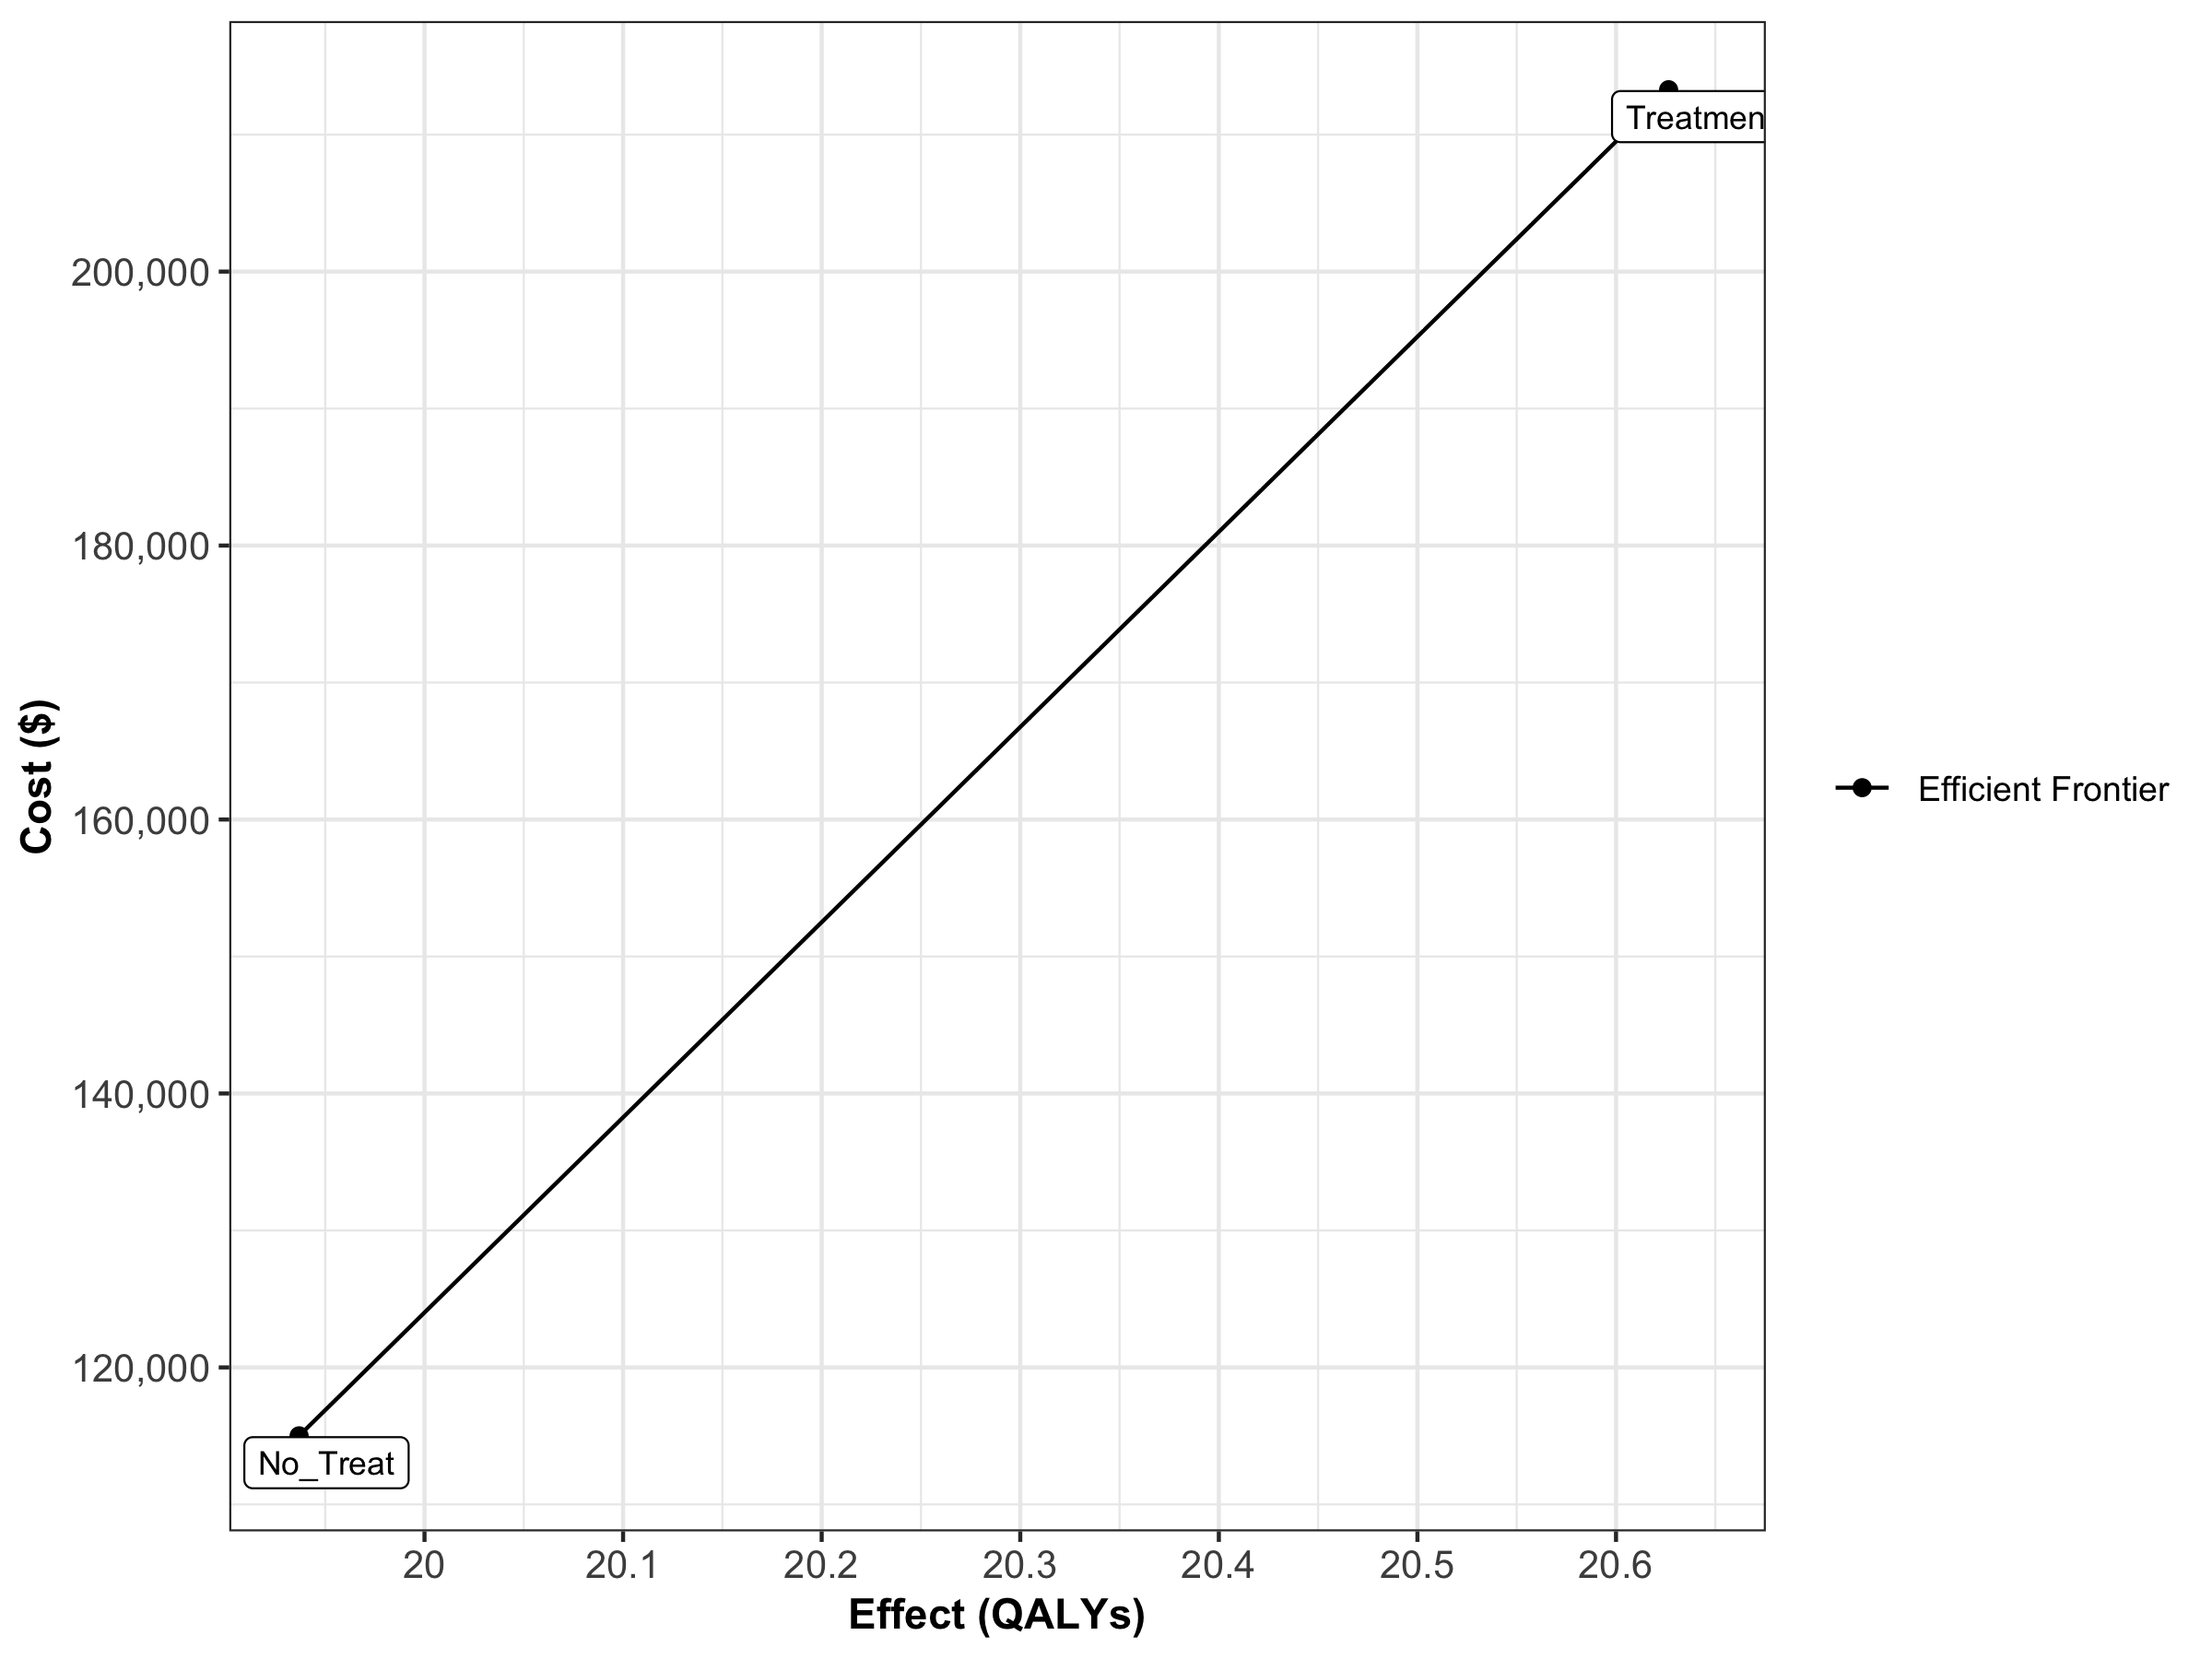 Treatmen
200,000
180,000
160,000
140,000
120,000
Cost ($)
Efficient Frontier
No_Treat
20 20.1 20.2 20.3 20.4 20.5 20.6
Effect (QALYs)